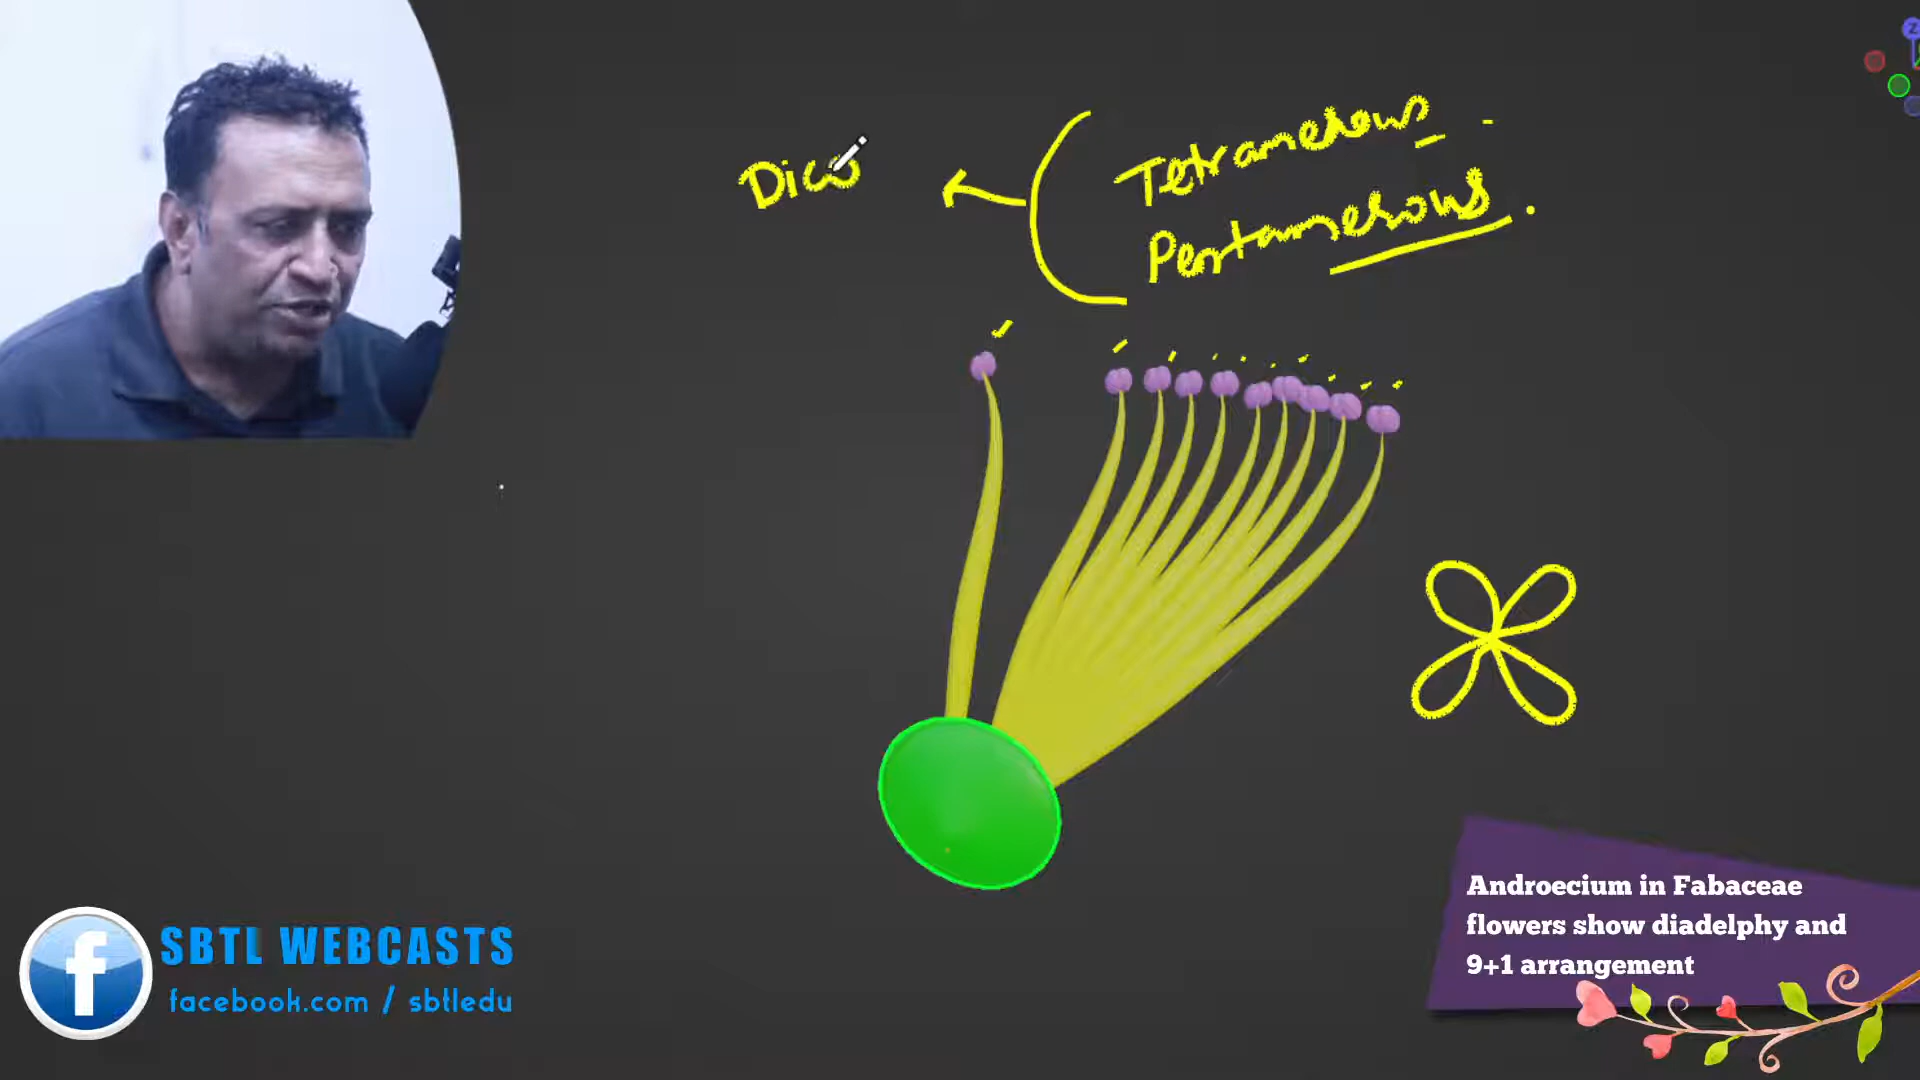 Tetramerous
Dico
Pentamerous
Androecium in Fabaceae
flowers show diadelphy and
9+1 arrangement
SBTL WEBCASTS
facebook.com / sbtledu
Z